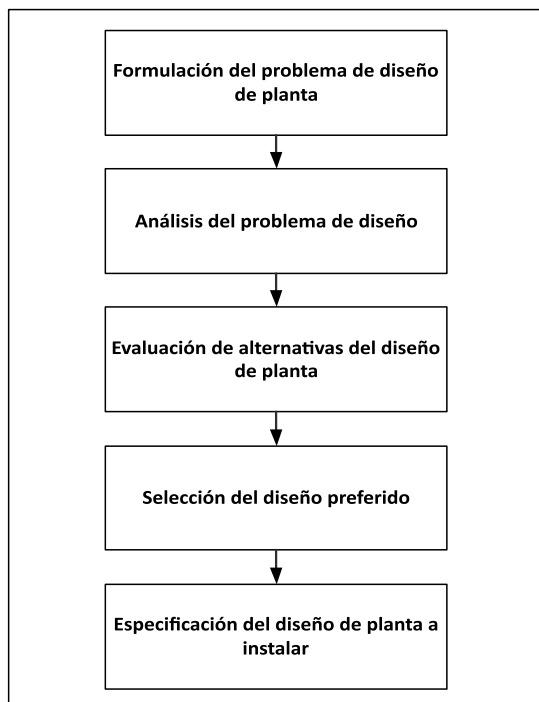 Formulación del problema de diseño
de planta
Análisis del problema de diseño
Evaluación de alternativas del diseño
de planta
Selección del diseño preferido
Especificación del diseño de planta a
instalar